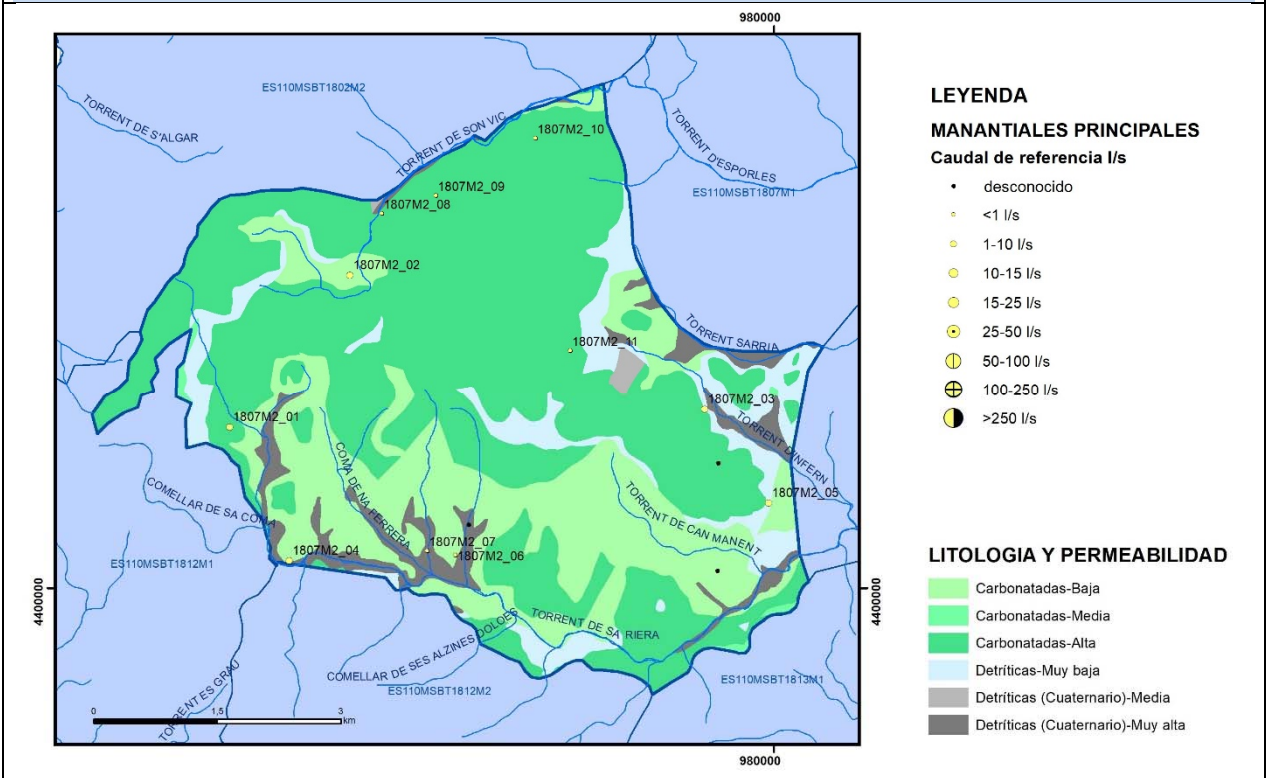 980000
ES110MSBT1802M2
TORRENT DE S'ALGAR
TORRENT DE SON VIC
1807M2_10
TORRENT D'ESPORLES
ES110MSBT1807M1
1807M2_09
1807M2_08
1807M2_02
TORRENT SARRIA
1807M2_11
1807M2_03
1807M2_01
TORRENT D'INFERN
COMA DE NA FERRERA
COMELLAR DE SA COMA
1807M2_05
TORRENT DE CAN MANENT
1807M2_07
1807M2_04
1807M2_06
ES110MSBT1812M1
4400000
4400000
TORRENT DE SA RIERA
COMELLAR DE SES ALZINES DOLÇES
ES110MSBT1812M2
ES110MSBT1813M1
TORRENT ES GRAU
0 1,5 3
km
980000
LEYENDA
MANANTIALES PRINCIPALES
Caudal de referencia l/s
desconocido
<1 l/s
1-10 l/s
10-15 l/s
15-25 l/s
25-50 l/s
50-100 l/s
100-250 l/s
>250 l/s
LITOLOGIA Y PERMEABILIDAD
Carbonatadas-Baja
Carbonatadas-Media
Carbonatadas-Alta
Detríticas-Muy baja
Detríticas (Cuaternario)-Media
Detríticas (Cuaternario)-Muy alta